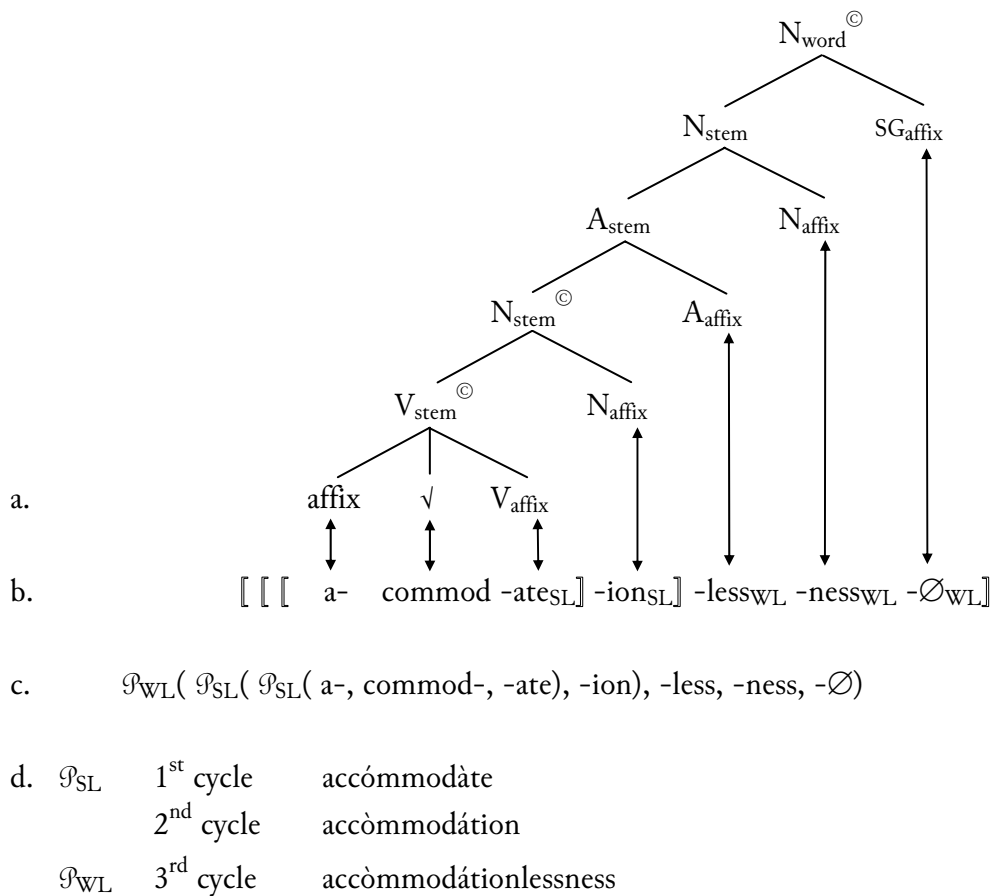 N_word ©
N_stem SG_affix
A_stem N_affix
N_stem © A_affix
V_stem © N_affix
a. affix √ V_affix
b. ⟦ ⟦ ⟦ a- commod -ate_SL⟧ -ion_SL⟧ -less_WL -ness_WL -∅_WL⟧
c. 𝒫_WL( 𝒫_SL( 𝒫_SL( a-, commod-, -ate), -ion), -less, -ness, -∅)
d. 𝒫_SL 1st cycle accómmodàte
2nd cycle accòmmodátion
𝒫_WL 3rd cycle accòmmodátionlessness